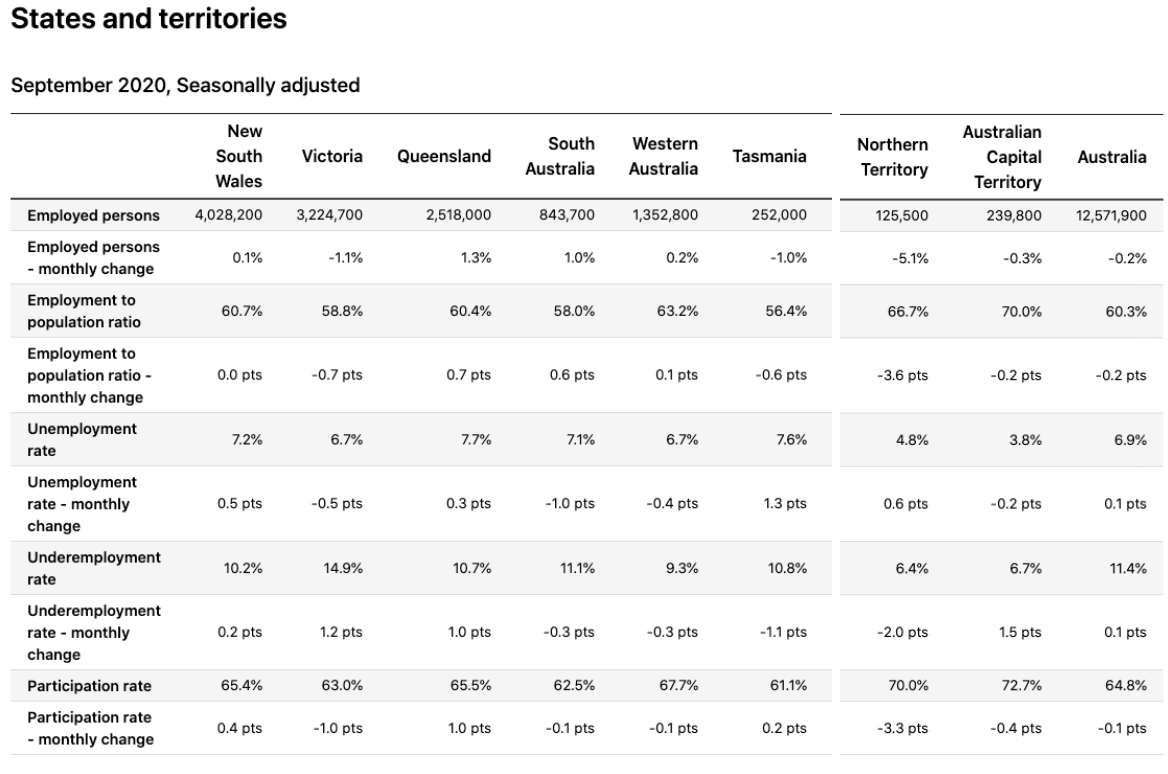 States and territories
September 2020, Seasonally adjusted
New South Wales Victoria Queensland South Australia Western Australia Tasmania Northern Territory Australian Capital Territory Australia
Employed persons 4,028,200 3,224,700 2,518,000 843,700 1,352,800 252,000 125,500 239,800 12,571,900
Employed persons - monthly change 0.1% -1.1% 1.3% 1.0% 0.2% -1.0% -5.1% -0.3% -0.2%
Employment to population ratio 60.7% 58.8% 60.4% 58.0% 63.2% 56.4% 66.7% 70.0% 60.3%
Employment to population ratio - monthly change 0.0 pts -0.7 pts 0.7 pts 0.6 pts 0.1 pts -0.6 pts -3.6 pts -0.2 pts -0.2 pts
Unemployment rate 7.2% 6.7% 7.7% 7.1% 6.7% 7.6% 4.8% 3.8% 6.9%
Unemployment rate - monthly change 0.5 pts -0.5 pts 0.3 pts -1.0 pts -0.4 pts 1.3 pts 0.6 pts -0.2 pts 0.1 pts
Underemployment rate 10.2% 14.9% 10.7% 11.1% 9.3% 10.8% 6.4% 6.7% 11.4%
Underemployment rate - monthly change 0.2 pts 1.2 pts 1.0 pts -0.3 pts -0.3 pts -1.1 pts -2.0 pts 1.5 pts 0.1 pts
Participation rate 65.4% 63.0% 65.5% 62.5% 67.7% 61.1% 70.0% 72.7% 64.8%
Participation rate - monthly change 0.4 pts -1.0 pts 1.0 pts -0.1 pts -0.1 pts 0.2 pts -3.3 pts -0.4 pts -0.1 pts